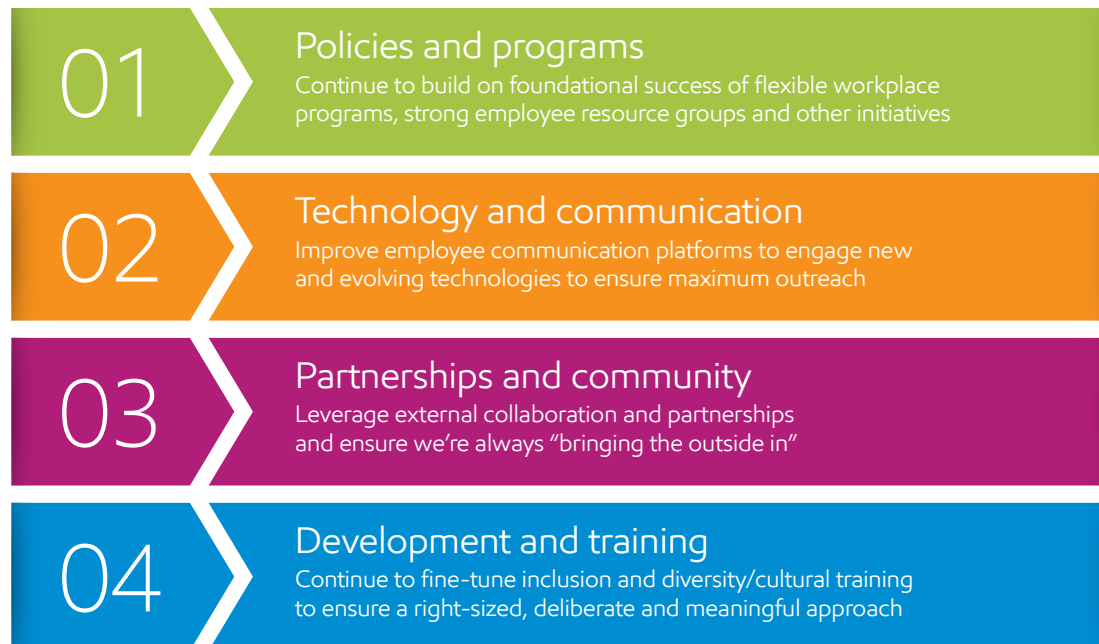 01
Policies and programs
Continue to build on foundational success of flexible workplace
programs, strong employee resource groups and other initiatives
02
Technology and communication
Improve employee communication platforms to engage new
and evolving technologies to ensure maximum outreach
03
Partnerships and community
Leverage external collaboration and partnerships
and ensure we’re always “bringing the outside in”
04
Development and training
Continue to fine-tune inclusion and diversity/cultural training
to ensure a right-sized, deliberate and meaningful approach